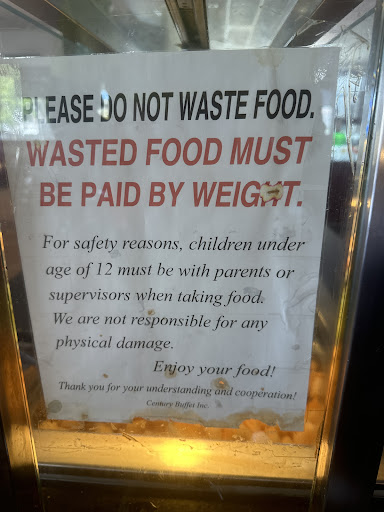 PLEASE DO NOT WASTE FOOD.
WASTED FOOD MUST
BE PAID BY WEIGHT.
For safety reasons, children under
age of 12 must be with parents or
supervisors when taking food.
We are not responsible for any
physical damage.
Enjoy your food!
Thank you for your understanding and cooperation!
Century Buffet Inc.